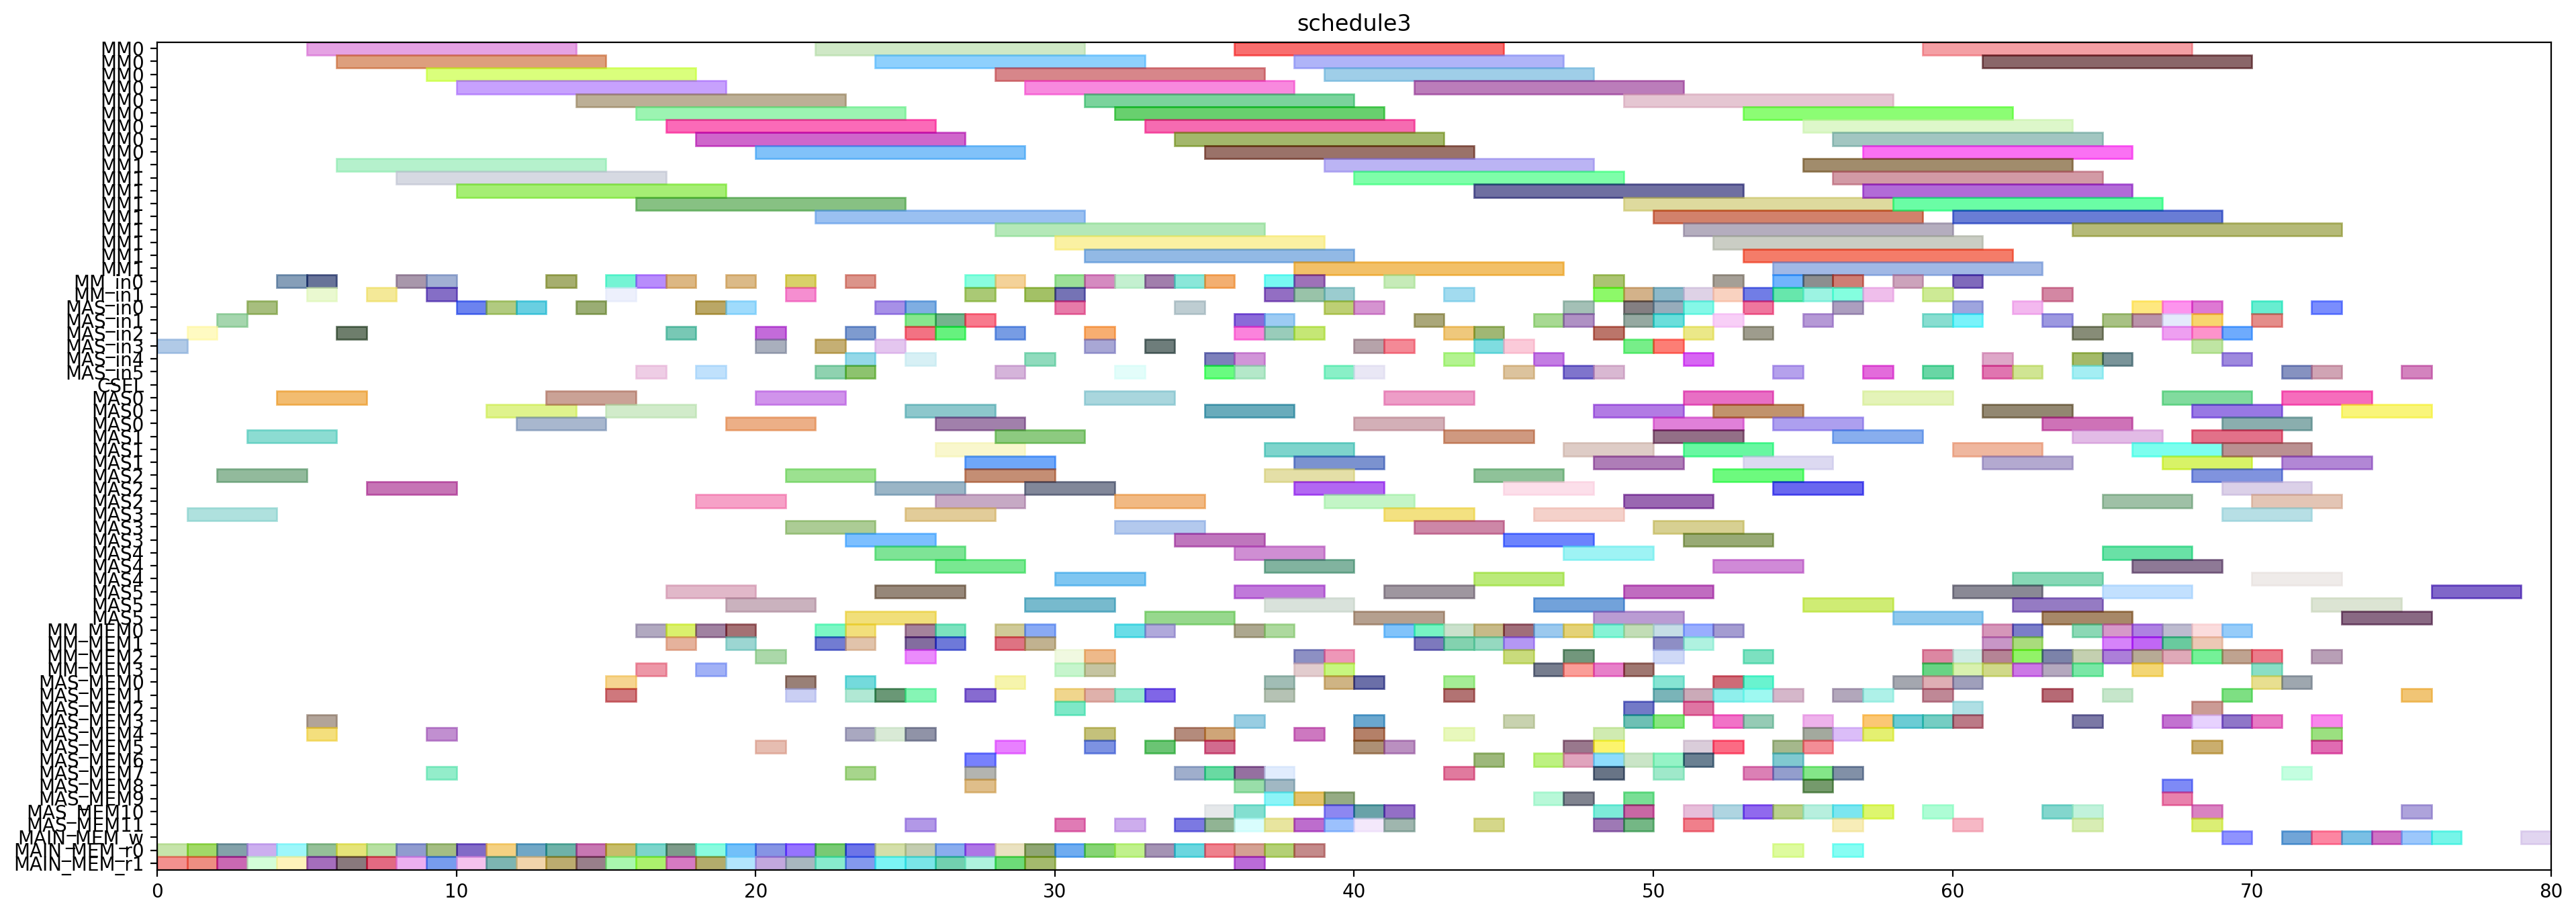 schedule3
MM0
MM0
MM0
MM0
MM0
MM0
MM0
MM0
MM0
MM1
MM1
MM1
MM1
MM1
MM1
MM1
MM1
MM1
MM_in0
MM_in1
MAS_in0
MAS_in1
MAS_in2
MAS_in3
MAS_in4
MAS_in5
CSEL
MAS0
MAS0
MAS0
MAS1
MAS1
MAS1
MAS2
MAS2
MAS2
MAS3
MAS3
MAS3
MAS4
MAS4
MAS4
MAS5
MAS5
MAS5
MM_MEM0
MM_MEM1
MM_MEM2
MM_MEM3
MAS_MEM0
MAS_MEM1
MAS_MEM2
MAS_MEM3
MAS_MEM4
MAS_MEM5
MAS_MEM6
MAS_MEM7
MAS_MEM8
MAS_MEM9
MAS_MEM10
MAS_MEM11
MAIN_MEM_w
MAIN_MEM_r0
MAIN_MEM_r1
0 10 20 30 40 50 60 70 80